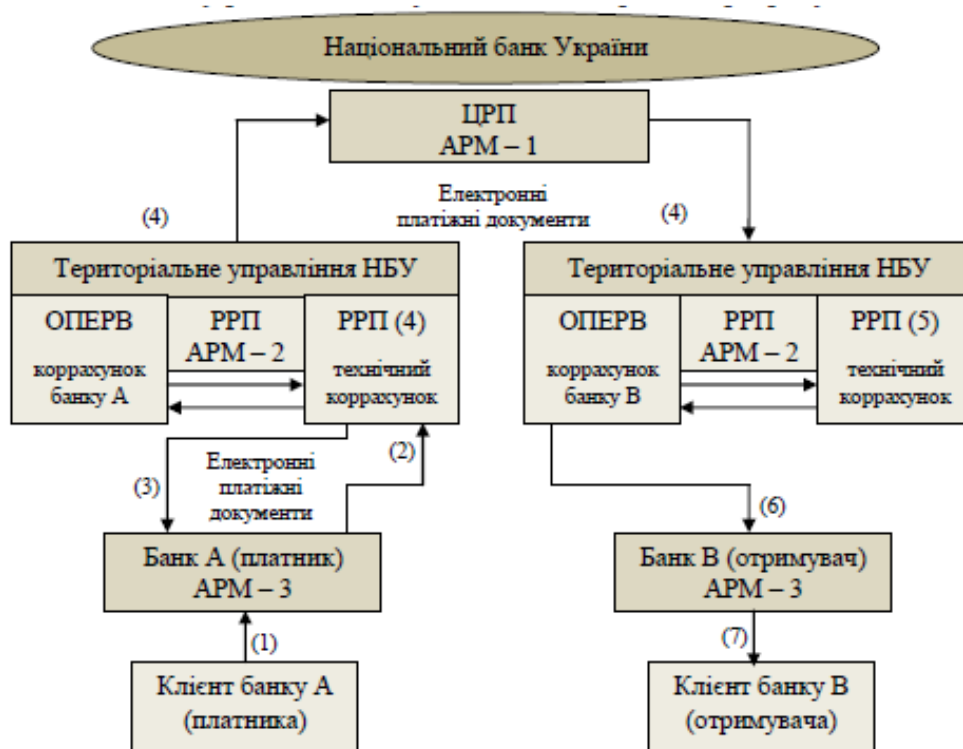 Національний банк України
ЦРП
АРМ – 1
Електронні
платіжні документи
(4)
(4)
Територіальне управління НБУ
ОПЕРВ
коррахунок
банку А
РРП
АРМ – 2
РРП (4)
технічний
коррахунок
Територіальне управління НБУ
ОПЕРВ
коррахунок
банку В
РРП
АРМ – 2
РРП (5)
технічний
коррахунок
(3)
Електронні
платіжні
документи
(2)
(6)
Банк А (платник)
АРМ – 3
Банк В (отримувач)
АРМ – 3
(1)
(7)
Клієнт банку А
(платника)
Клієнт банку В
(отримувача)